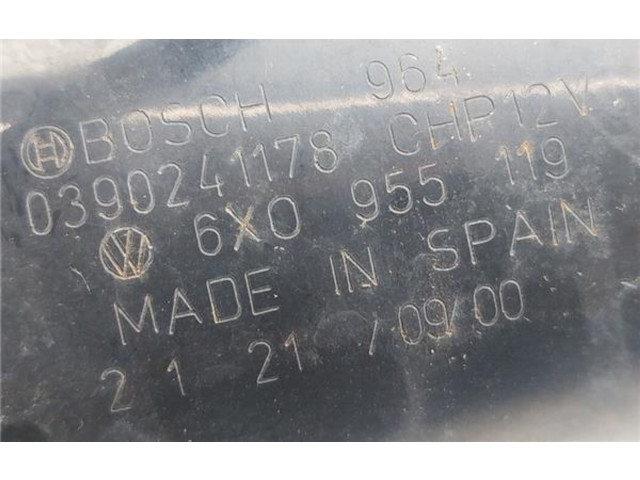 BOSCH 964
0390241178 CHP12V
6X0 955 119
MADE IN SPAIN
21 21 /09/00